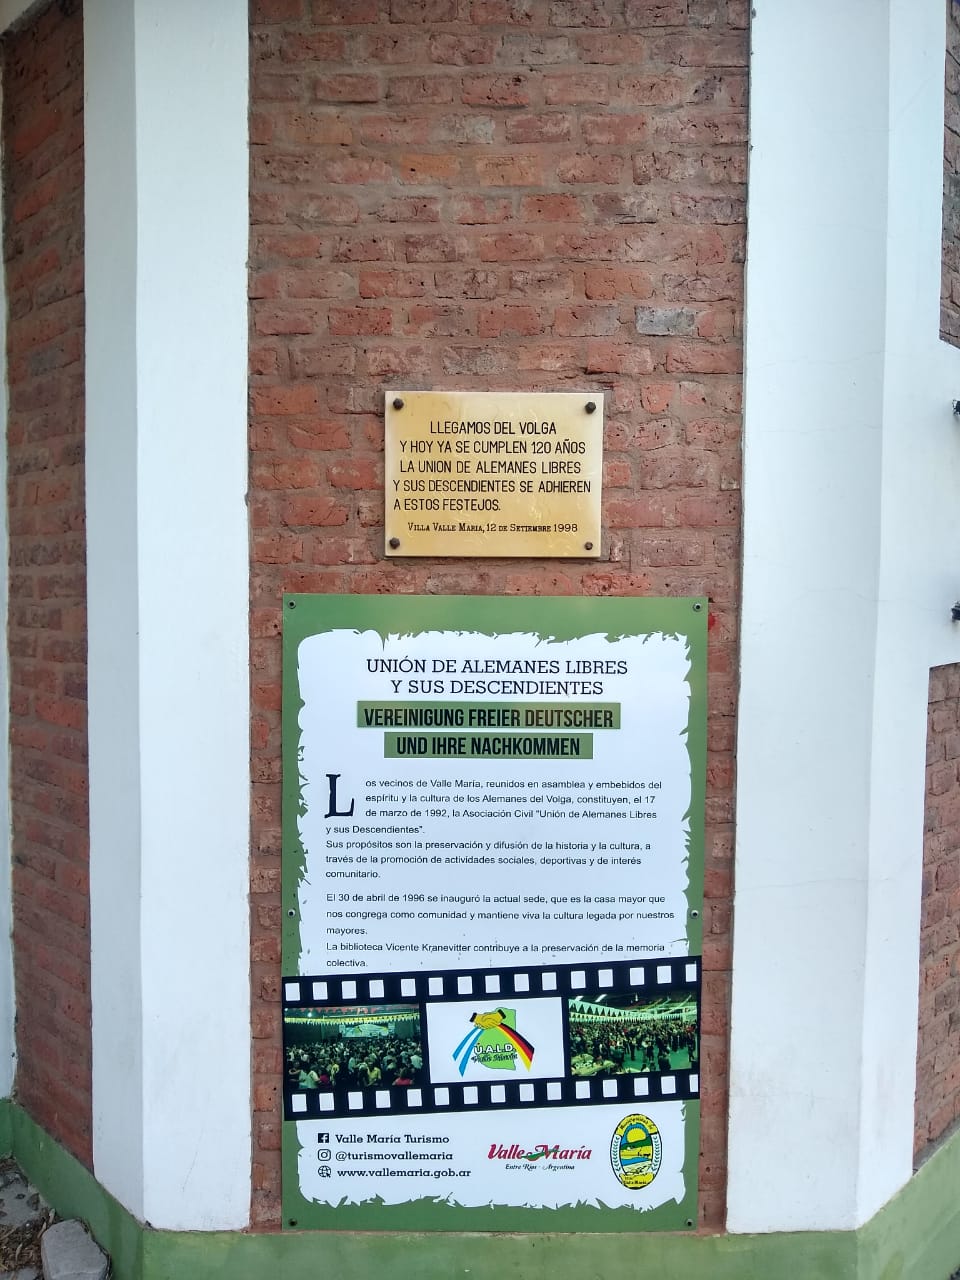 LLEGAMOS DEL VOLGA
Y HOY YA SE CUMPLEN 120 AÑOS
LA UNION DE ALEMANES LIBRES
Y SUS DESCENDIENTES SE ADHIEREN
A ESTOS FESTEJOS.
VILLA VALLE MARIA, 12 DE SETIEMBRE 1998
UNIÓN DE ALEMANES LIBRES
Y SUS DESCENDIENTES
VEREINIGUNG FREIER DEUTSCHER
UND IHRE NACHKOMMEN
Los vecinos de Valle María, reunidos en asamblea y embebidos del
espíritu y la cultura de los Alemanes del Volga, constituyen, el 17
de marzo de 1992, la Asociación Civil "Unión de Alemanes Libres
y sus Descendientes".
Sus propósitos son la preservación y difusión de la historia y la cultura, a
través de la promoción de actividades sociales, deportivas y de interés
comunitario.
El 30 de abril de 1996 se inauguró la actual sede, que es la casa mayor que
nos congrega como comunidad y mantiene viva la cultura legada por nuestros
mayores.
La biblioteca Vicente Kranevitter contribuye a la preservación de la memoria
colectiva.
U.A.L.D.
Valle María Turismo
@turismovallemaria
www.vallemaria.gob.ar
Valle María
Entre Ríos - Argentina